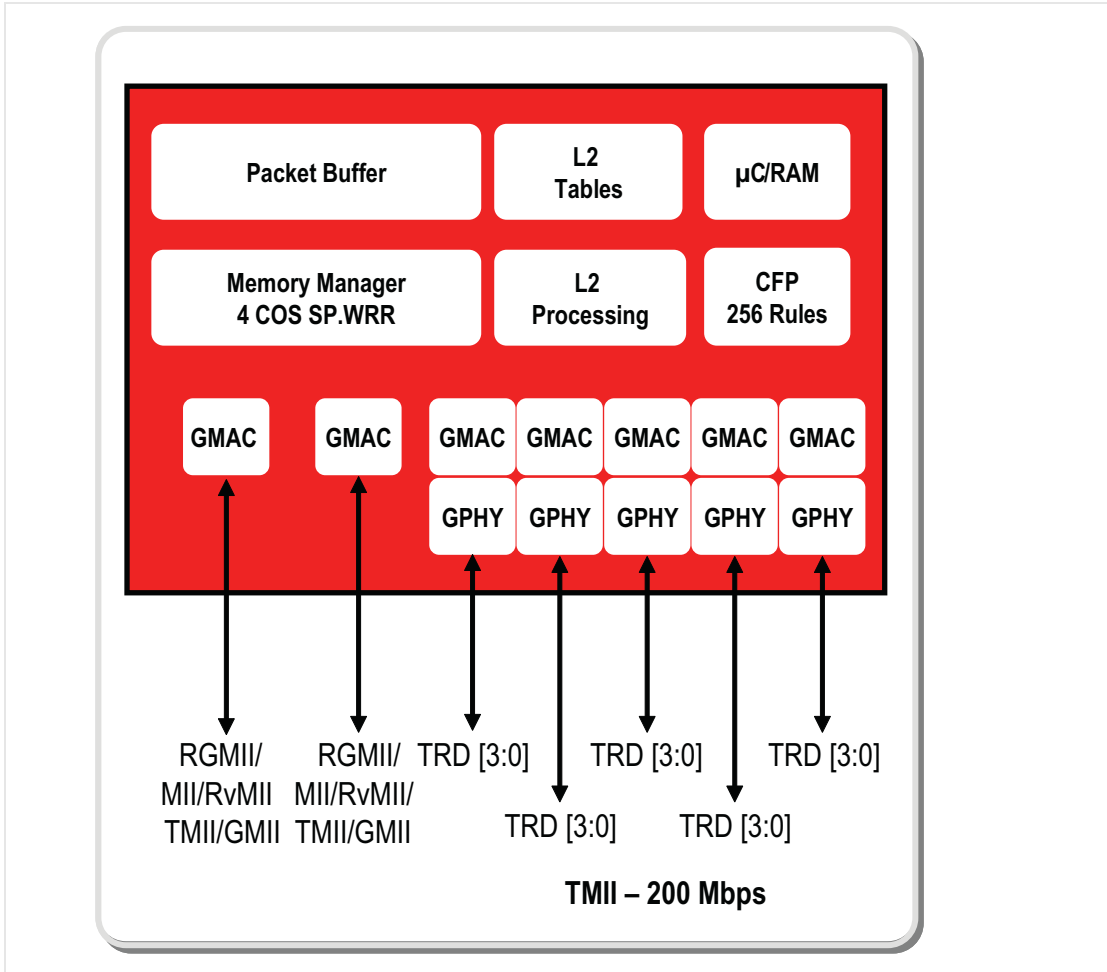 Packet Buffer
L2
Tables
µC/RAM
Memory Manager
4 COS SP.WRR
L2
Processing
CFP
256 Rules
GMAC
GMAC
GMAC
GMAC
GMAC
GMAC
GMAC
GPHY
GPHY
GPHY
GPHY
GPHY
RGMII/
MII/RvMII
TMII/GMII
RGMII/
MII/RvMII/
TMII/GMII
TRD [3:0]
TRD [3:0]
TRD [3:0]
TRD [3:0]
TRD [3:0]
TMII – 200 Mbps